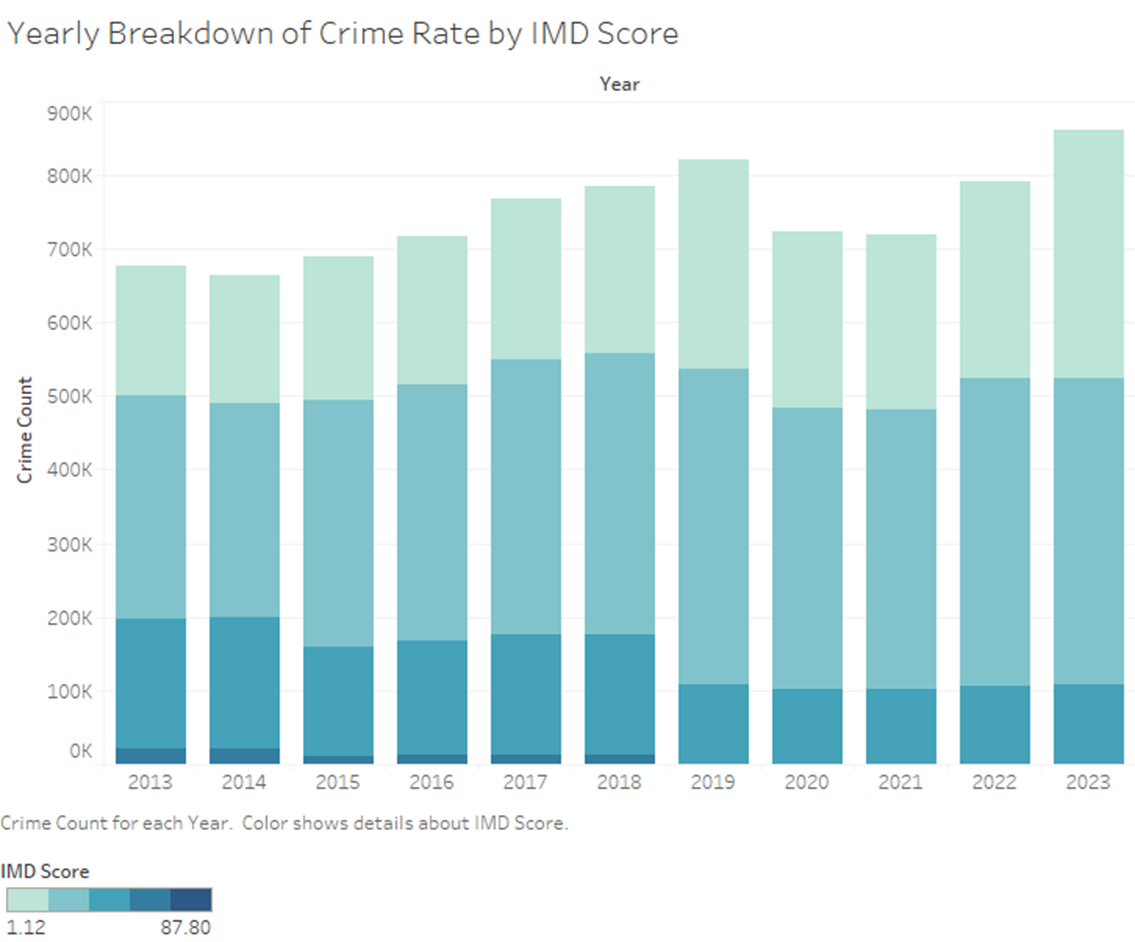 Yearly Breakdown of Crime Rate by IMD Score
Year
900K
800K
700K
600K
500K
400K
300K
200K
100K
0K
Crime Count
2013 2014 2015 2016 2017 2018 2019 2020 2021 2022 2023
Crime Count for each Year. Color shows details about IMD Score.
IMD Score
1.12 87.80